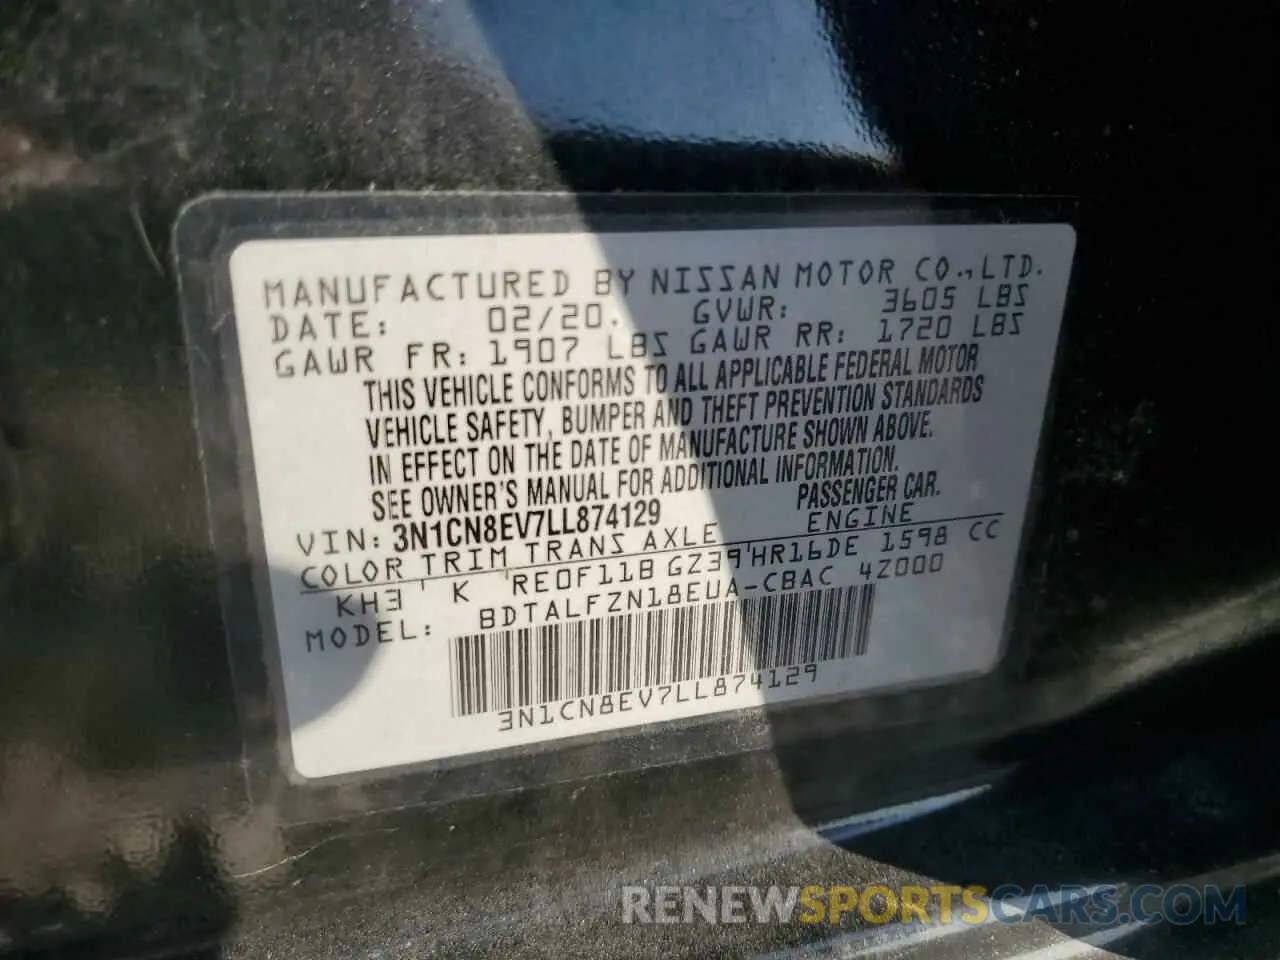 MANUFACTURED BY NISSAN MOTOR CO., LTD.
DATE: 02/20. GVWR: 3605 LBS
GAWR FR: 1907 LBS GAWR RR: 1720 LBS
THIS VEHICLE CONFORMS TO ALL APPLICABLE FEDERAL MOTOR
VEHICLE SAFETY, BUMPER AND THEFT PREVENTION STANDARDS
IN EFFECT ON THE DATE OF MANUFACTURE SHOWN ABOVE.
SEE OWNER'S MANUAL FOR ADDITIONAL INFORMATION.
VIN: 3N1CN8EV7LL874129 PASSENGER CAR.
COLOR TRIM TRANS AXLE ENGINE
KH3 K RE0F11B GZ39 HR16DE 1598 CC
MODEL: BDTALFZN18EUA-CBAC 4Z000
3N1CN8EV7LL874129
RENEWSPORTSCARS.COM